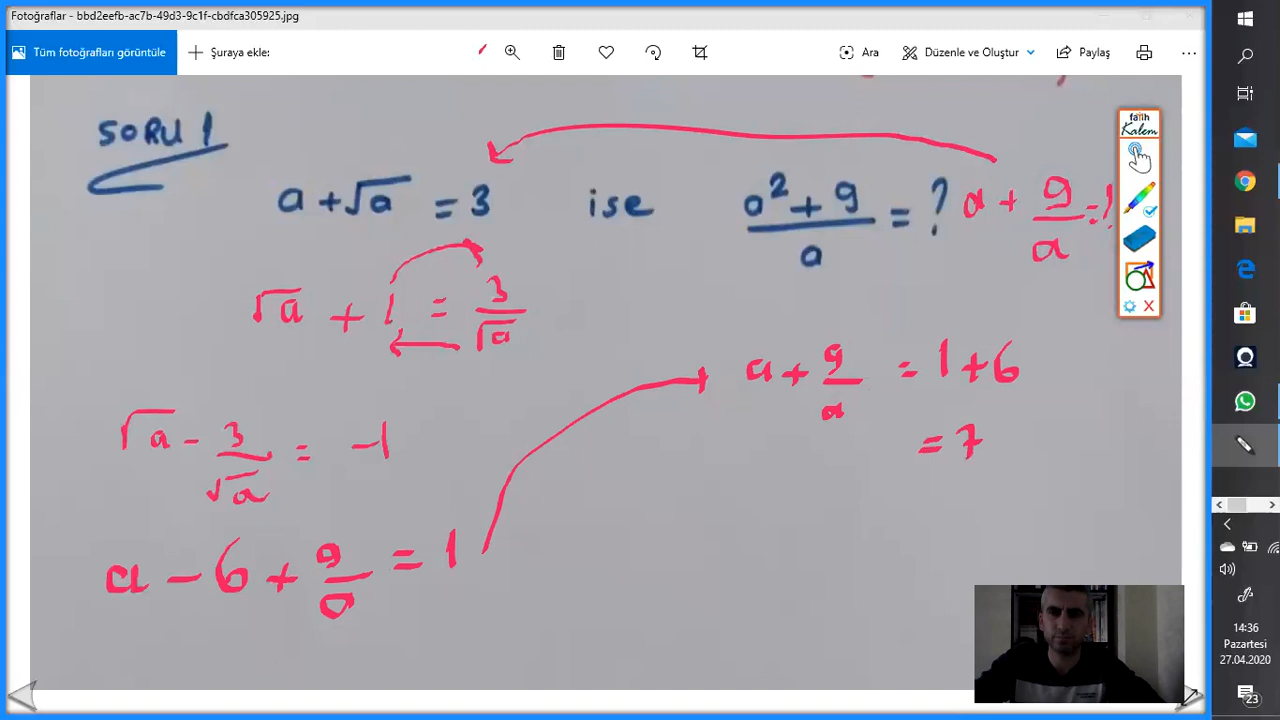 Fotoğraflar - bbd2eefb-ac7b-49d3-9c1f-cbdfca305925.jpg
Tüm fotoğrafları görüntüle
Şuraya ekle:
Ara
Düzenle ve Oluştur
Paylaş
SORU 1
a + √a = 3 ise (a² + 9)/a = ? a + 9/a = ?
fatih Kalem
√a + 1 = 3/√a
a + 9/a = 1 + 6
= 7
√a - 3/√a = -1
a - 6 + 9/a = 1
14:36
Pazartesi
27.04.2020
23